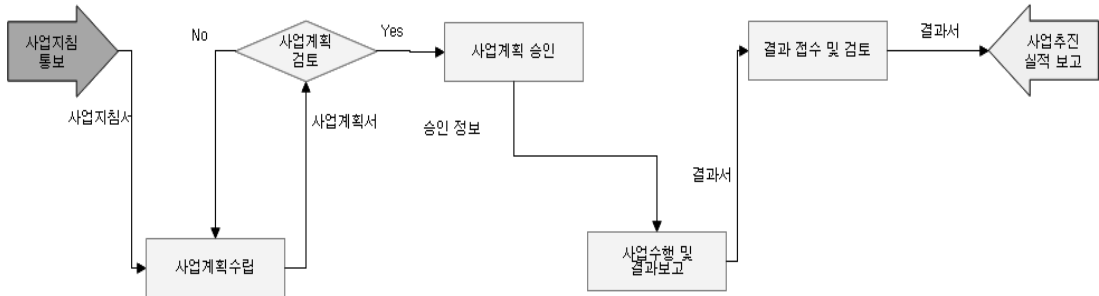 사업지침
통보
No
사업계획
검토
Yes
사업계획 승인
결과 접수 및 검토
결과서
사업추진
실적 보고
사업지침서
사업계획서
승인 정보
결과서
사업계획수립
사업수행 및
결과보고